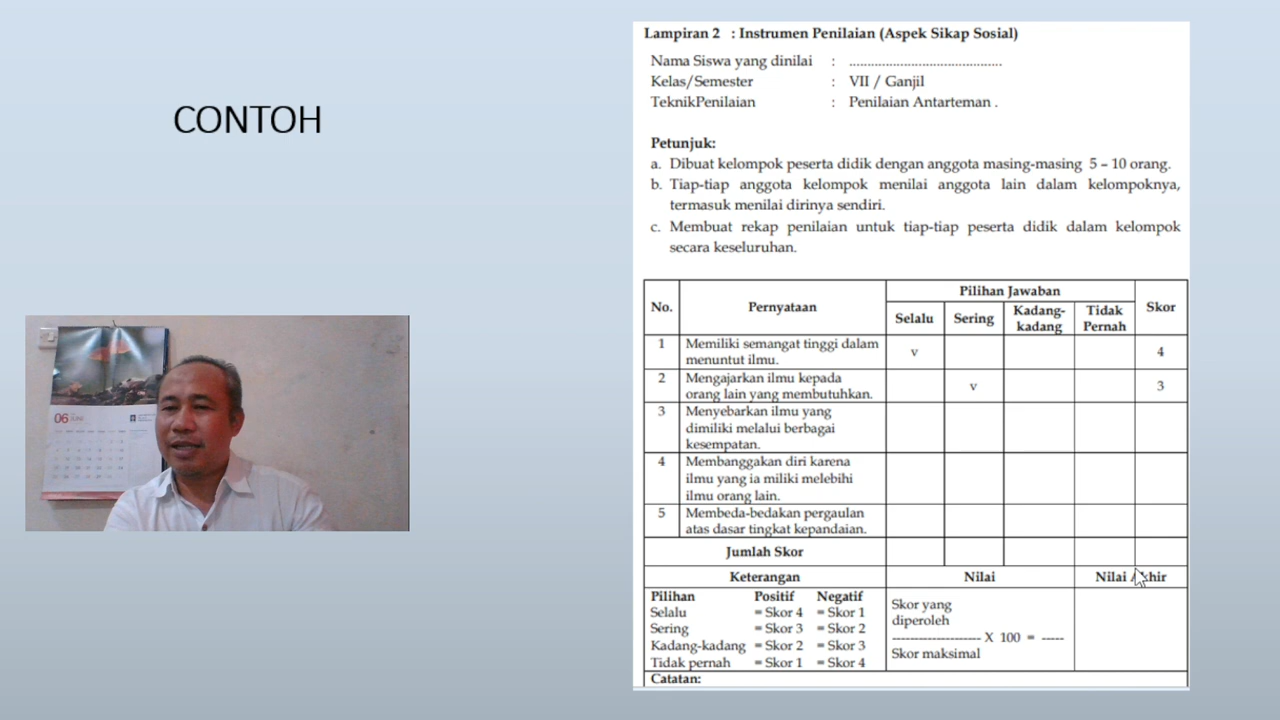 CONTOH
Lampiran 2 : Instrumen Penilaian (Aspek Sikap Sosial)
Nama Siswa yang dinilai : ..........................................
Kelas/Semester : VII / Ganjil
TeknikPenilaian : Penilaian Antarteman .
Petunjuk:
a. Dibuat kelompok peserta didik dengan anggota masing-masing 5 – 10 orang.
b. Tiap-tiap anggota kelompok menilai anggota lain dalam kelompoknya,
termasuk menilai dirinya sendiri.
c. Membuat rekap penilaian untuk tiap-tiap peserta didik dalam kelompok
secara keseluruhan.
No. Pernyataan Pilihan Jawaban Skor
Selalu Sering Kadang-
kadang Tidak
Pernah
1 Memiliki semangat tinggi dalam
menuntut ilmu. v 4
2 Mengajarkan ilmu kepada
orang lain yang membutuhkan. v 3
3 Menyebarkan ilmu yang
dimiliki melalui berbagai
kesempatan.
4 Membanggakan diri karena
ilmu yang ia miliki melebihi
ilmu orang lain.
5 Membeda-bedakan pergaulan
atas dasar tingkat kepandaian.
Jumlah Skor
Keterangan Nilai Nilai Akhir
Pilihan Positif Negatif
Selalu = Skor 4 = Skor 1
Sering = Skor 3 = Skor 2
Kadang-kadang = Skor 2 = Skor 3
Tidak pernah = Skor 1 = Skor 4
Skor yang
diperoleh
--------------------- X 100 = -----
Skor maksimal
Catatan:
06 JUNI